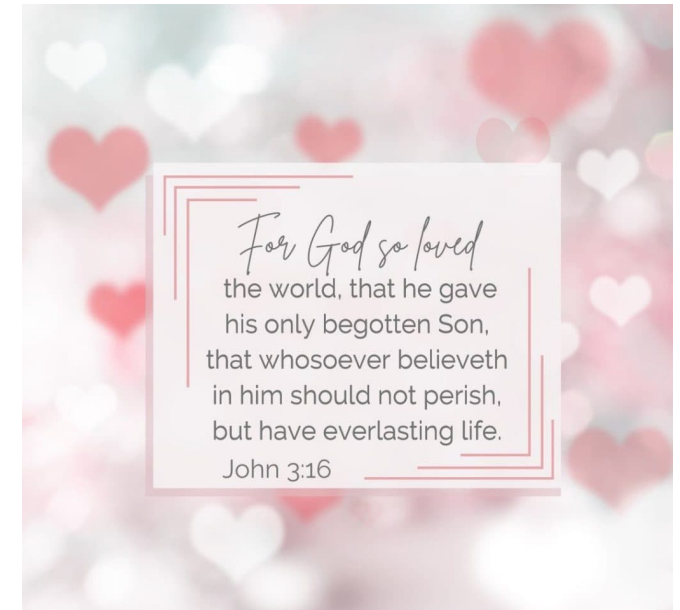 For God so loved
the world, that he gave
his only begotten Son,
that whosoever believeth
in him should not perish,
but have everlasting life.
John 3:16